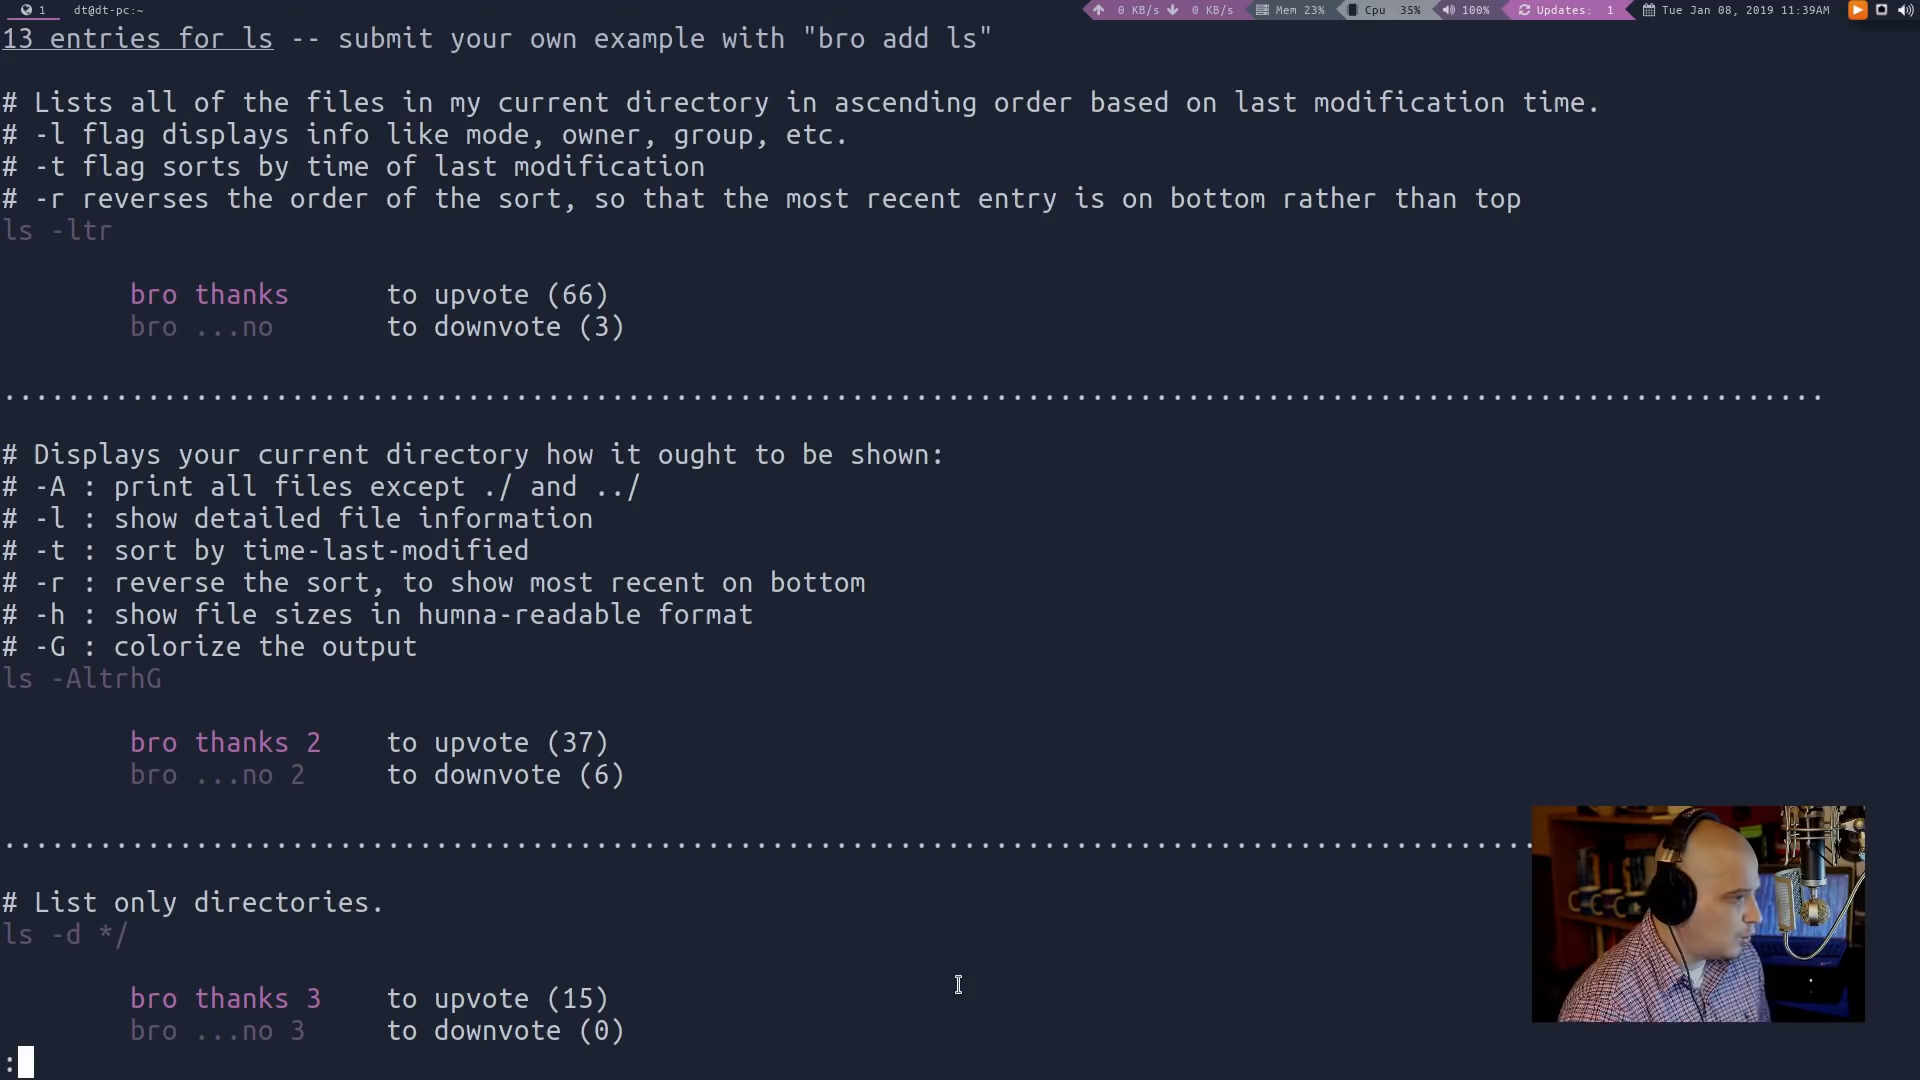 1 dt@dt-pc:~ 0 KB/s 0 KB/s Mem 23% Cpu 35% 100% Updates: 1 Tue Jan 08, 2019 11:39AM
13 entries for ls -- submit your own example with "bro add ls"
# Lists all of the files in my current directory in ascending order based on last modification time.
# -l flag displays info like mode, owner, group, etc.
# -t flag sorts by time of last modification
# -r reverses the order of the sort, so that the most recent entry is on bottom rather than top
ls -ltr
bro thanks to upvote (66)
bro ...no to downvote (3)
................................................................................................................
# Displays your current directory how it ought to be shown:
# -A : print all files except ./ and ../
# -l : show detailed file information
# -t : sort by time-last-modified
# -r : reverse the sort, to show most recent on bottom
# -h : show file sizes in humna-readable format
# -G : colorize the output
ls -AltrhG
bro thanks 2 to upvote (37)
bro ...no 2 to downvote (6)
................................................................................................
# List only directories.
ls -d */
bro thanks 3 to upvote (15)
bro ...no 3 to downvote (0)
: